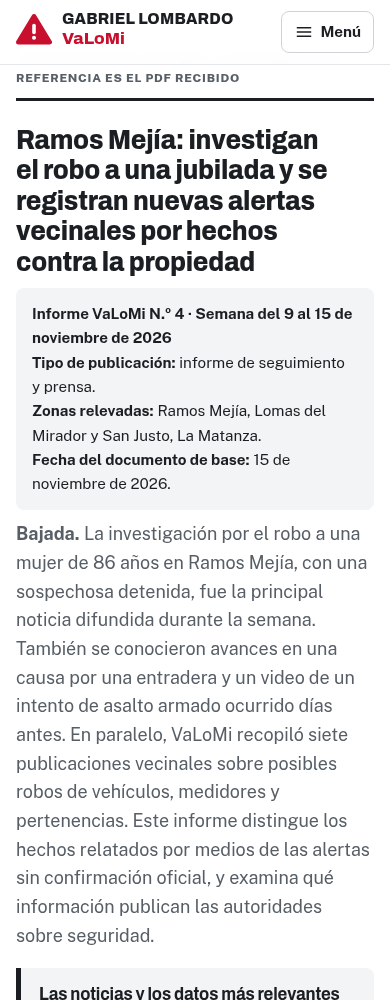 GABRIEL LOMBARDO
VaLoMi
Menú
REFERENCIA ES EL PDF RECIBIDO
Ramos Mejía: investigan
el robo a una jubilada y se
registran nuevas alertas
vecinales por hechos
contra la propiedad
Informe VaLoMi N.º 4 · Semana del 9 al 15 de
noviembre de 2026
Tipo de publicación: informe de seguimiento
y prensa.
Zonas relevadas: Ramos Mejía, Lomas del
Mirador y San Justo, La Matanza.
Fecha del documento de base: 15 de
noviembre de 2026.
Bajada. La investigación por el robo a una
mujer de 86 años en Ramos Mejía, con una
sospechosa detenida, fue la principal
noticia difundida durante la semana.
También se conocieron avances en una
causa por una entradera y un video de un
intento de asalto armado ocurrido días
antes. En paralelo, VaLoMi recopiló siete
publicaciones vecinales sobre posibles
robos de vehículos, medidores y
pertenencias. Este informe distingue los
hechos relatados por medios de las alertas
sin confirmación oficial, y examina qué
información publican las autoridades
sobre seguridad.
Las noticias y los datos más relevantes